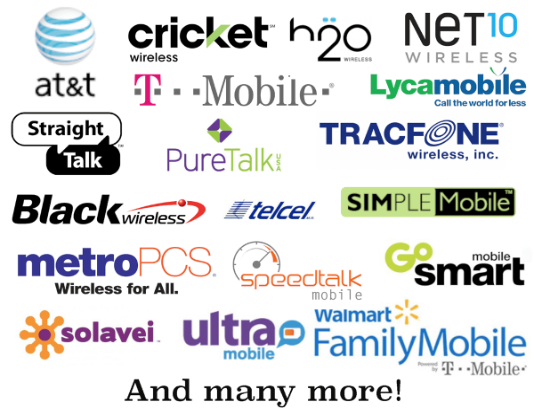 at&t
cricket
wireless
h2o
WIRELESS
NET10
WIRELESS
T·Mobile·
Lycamobile
Call the world for less
Straight
Talk
PureTalk
TRACFONE
wireless, inc.
Black
wireless
telcel
SIMPLE Mobile
metroPCS
Wireless for All.
speedtalk
mobile
GO
mobile
smart
solavei
ultra
mobile
Walmart
FamilyMobile
Powered by
T·Mobile·
And many more!